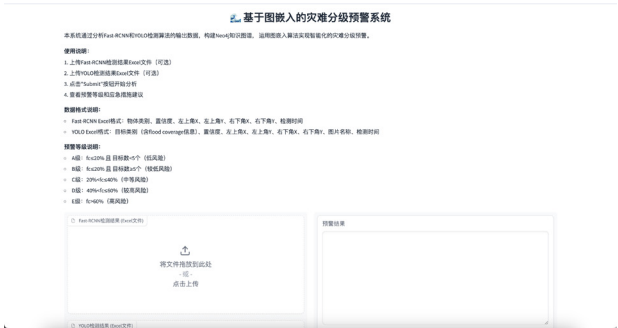 基于图嵌入的灾难分级预警系统
本系统通过分析Fast-RCNN和YOLO检测算法的输出数据，构建Neo4j知识图谱，运用图嵌入算法实现智能化的灾难分级预警。
使用说明：
1. 上传Fast-RCNN检测结果Excel文件（可选）
2. 上传YOLO检测结果Excel文件（可选）
3. 点击"Submit"按钮开始分析
4. 查看预警等级和应急措施建议
数据格式说明：
Fast-RCNN Excel格式：物体类别、置信度、左上角X、左上角Y、右下角X、右下角Y、检测时间
YOLO Excel格式：目标类别（含flood coverage信息）、置信度、左上角X、左上角Y、右下角X、右下角Y、图片名称、检测时间
预警等级说明：
A级：fc≤20% 且 目标数<5个（低风险）
B级：fc≤20% 且 目标数≥5个（较低风险）
C级：20%<fc≤40%（中等风险）
D级：40%<fc≤60%（较高风险）
E级：fc>60%（高风险）
Fast-RCNN检测结果 (Excel文件)
将文件拖放到此处
- 或 -
点击上传
预警结果
YOLO检测结果 (Excel文件)